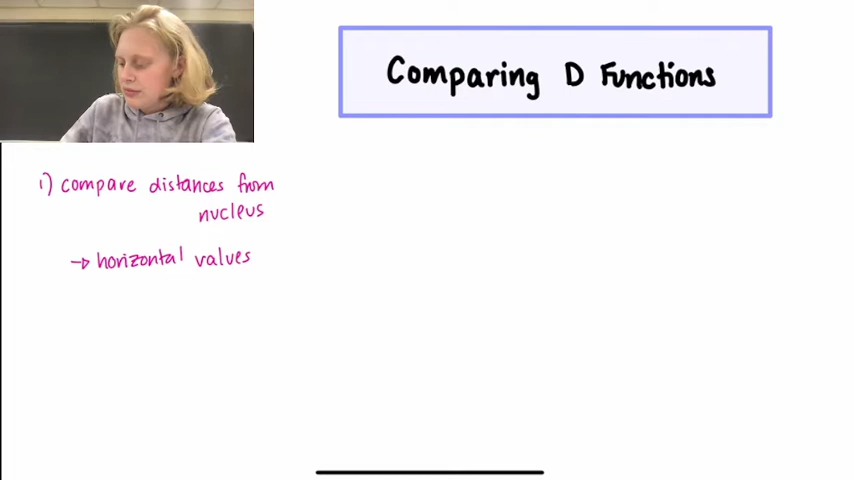 Comparing D Functions
1) compare distances from
nucleus
→ horizontal values